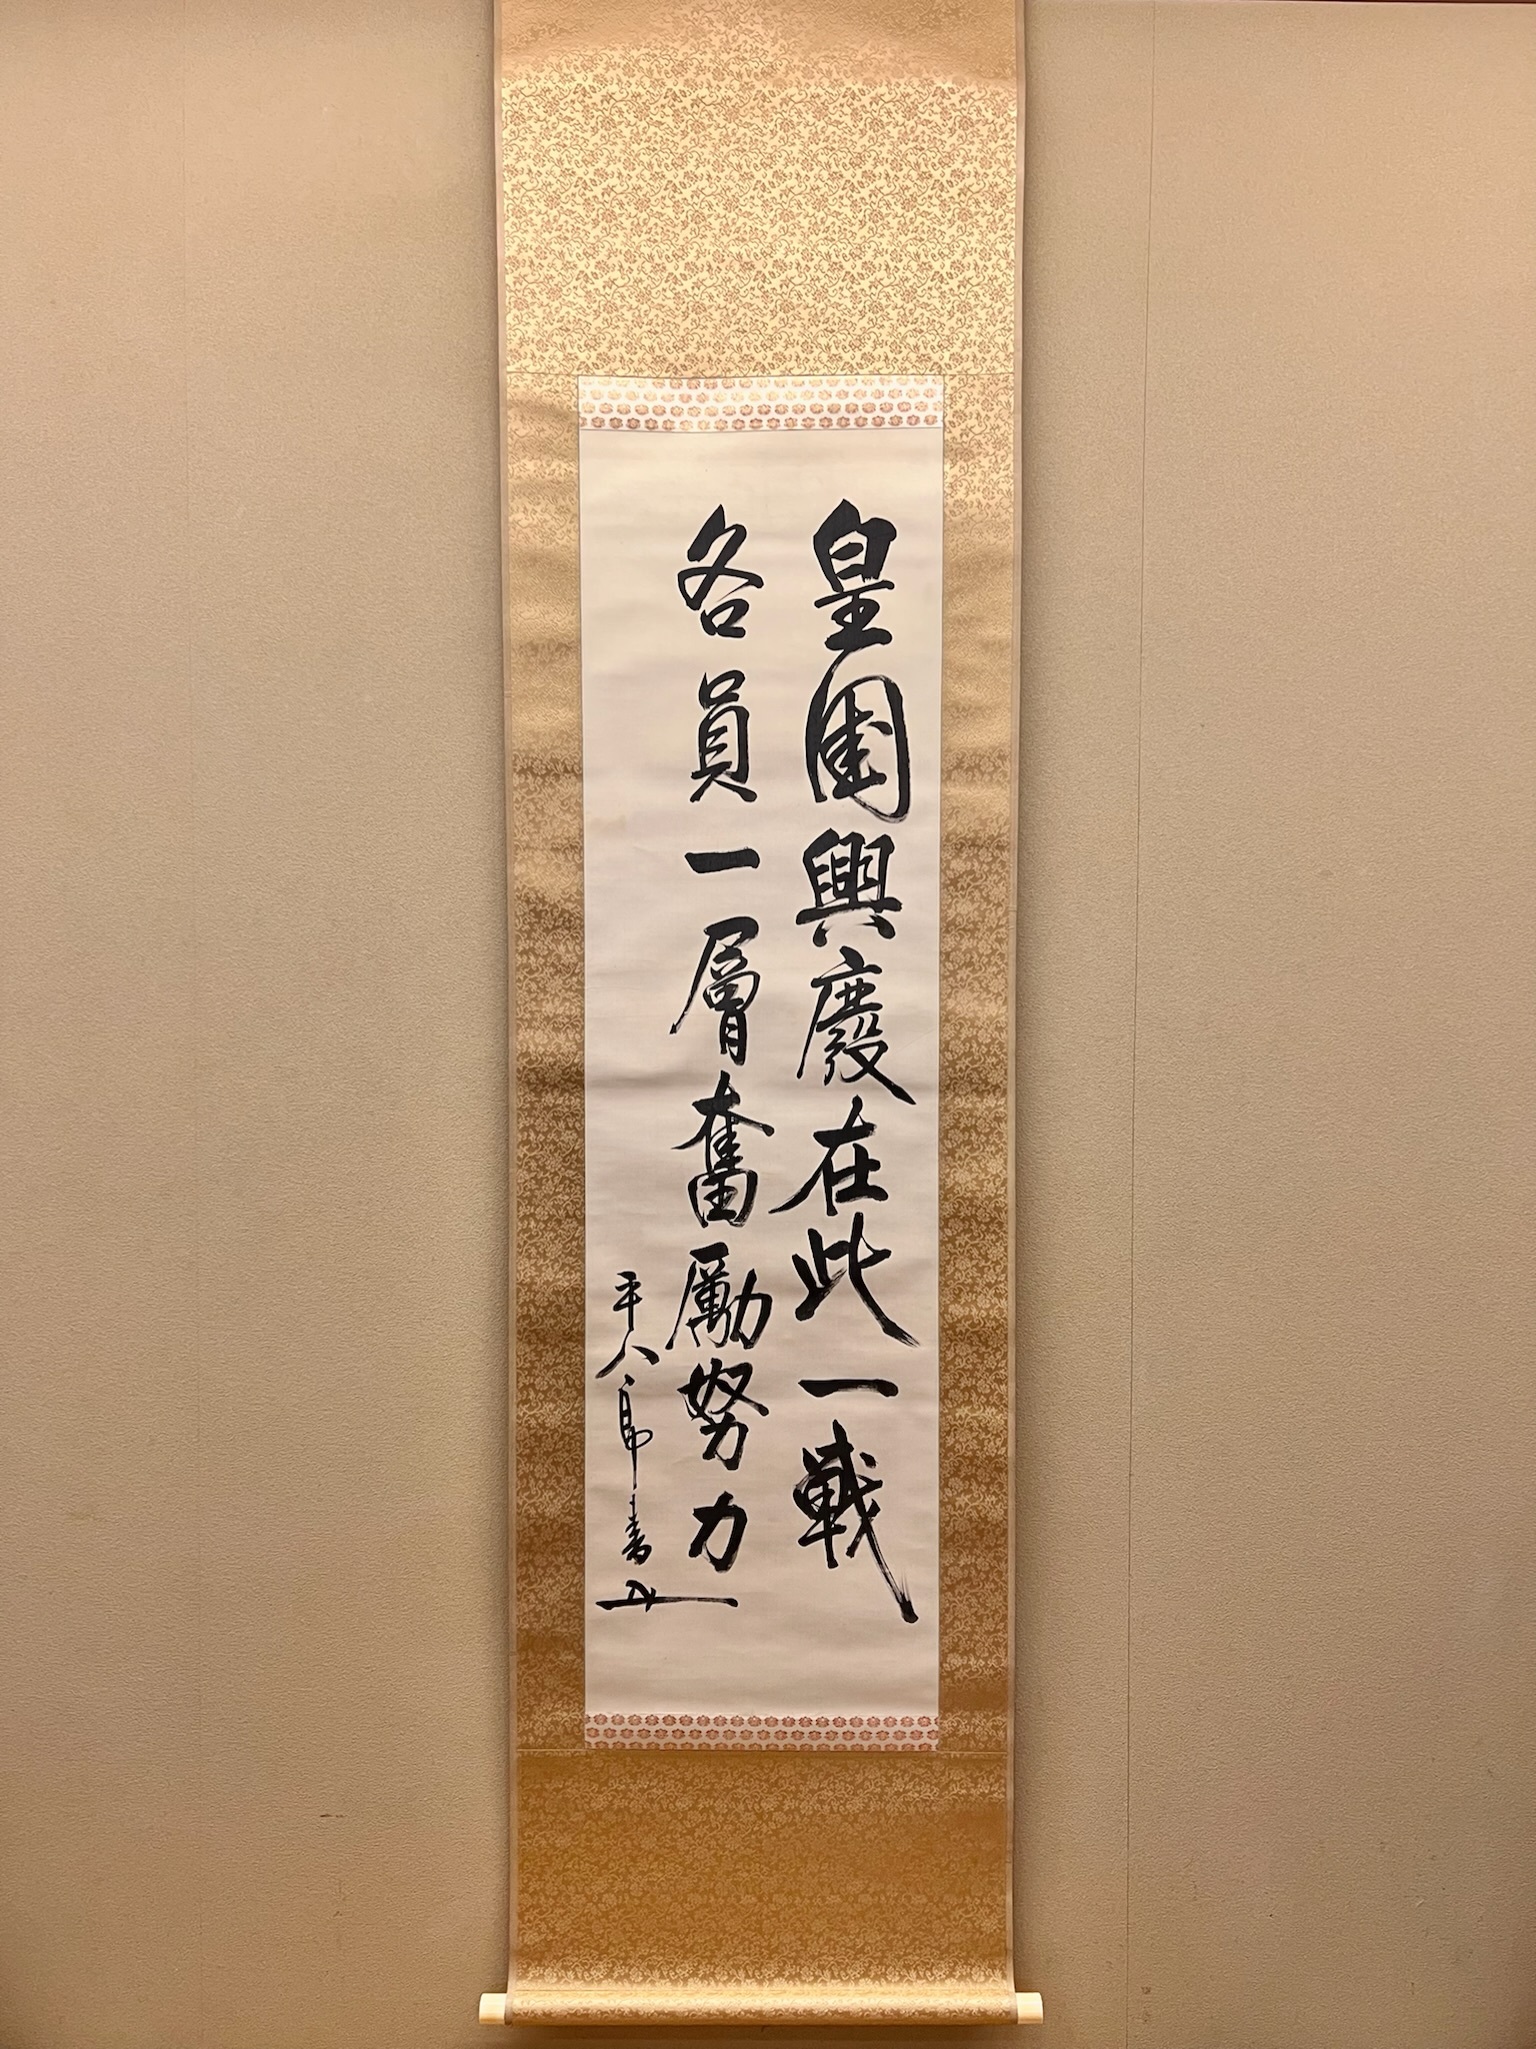 皇國興廢在此一戰
各員一層奮勵努力
平八郎書